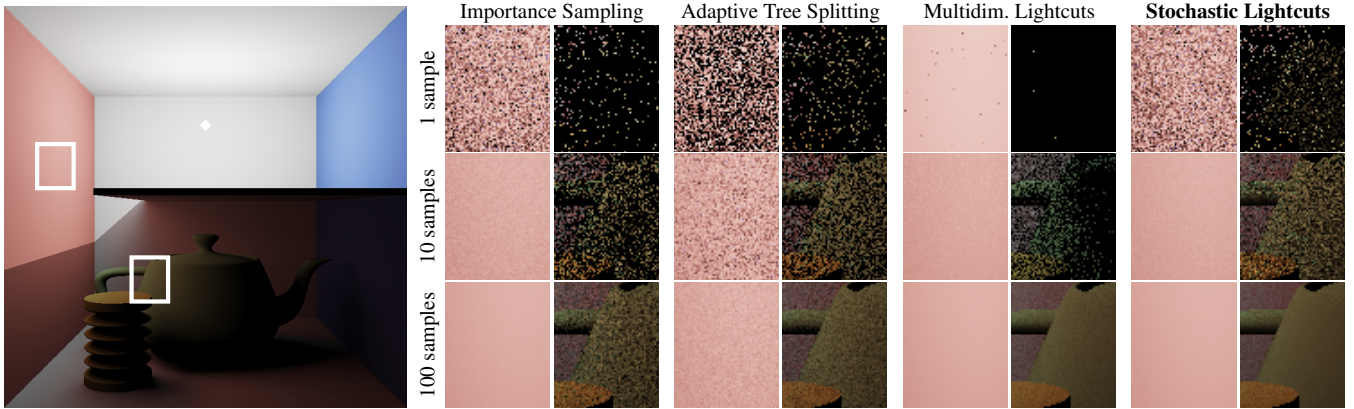 Importance Sampling
Adaptive Tree Splitting
Multidim. Lightcuts
Stochastic Lightcuts
1 sample
10 samples
100 samples